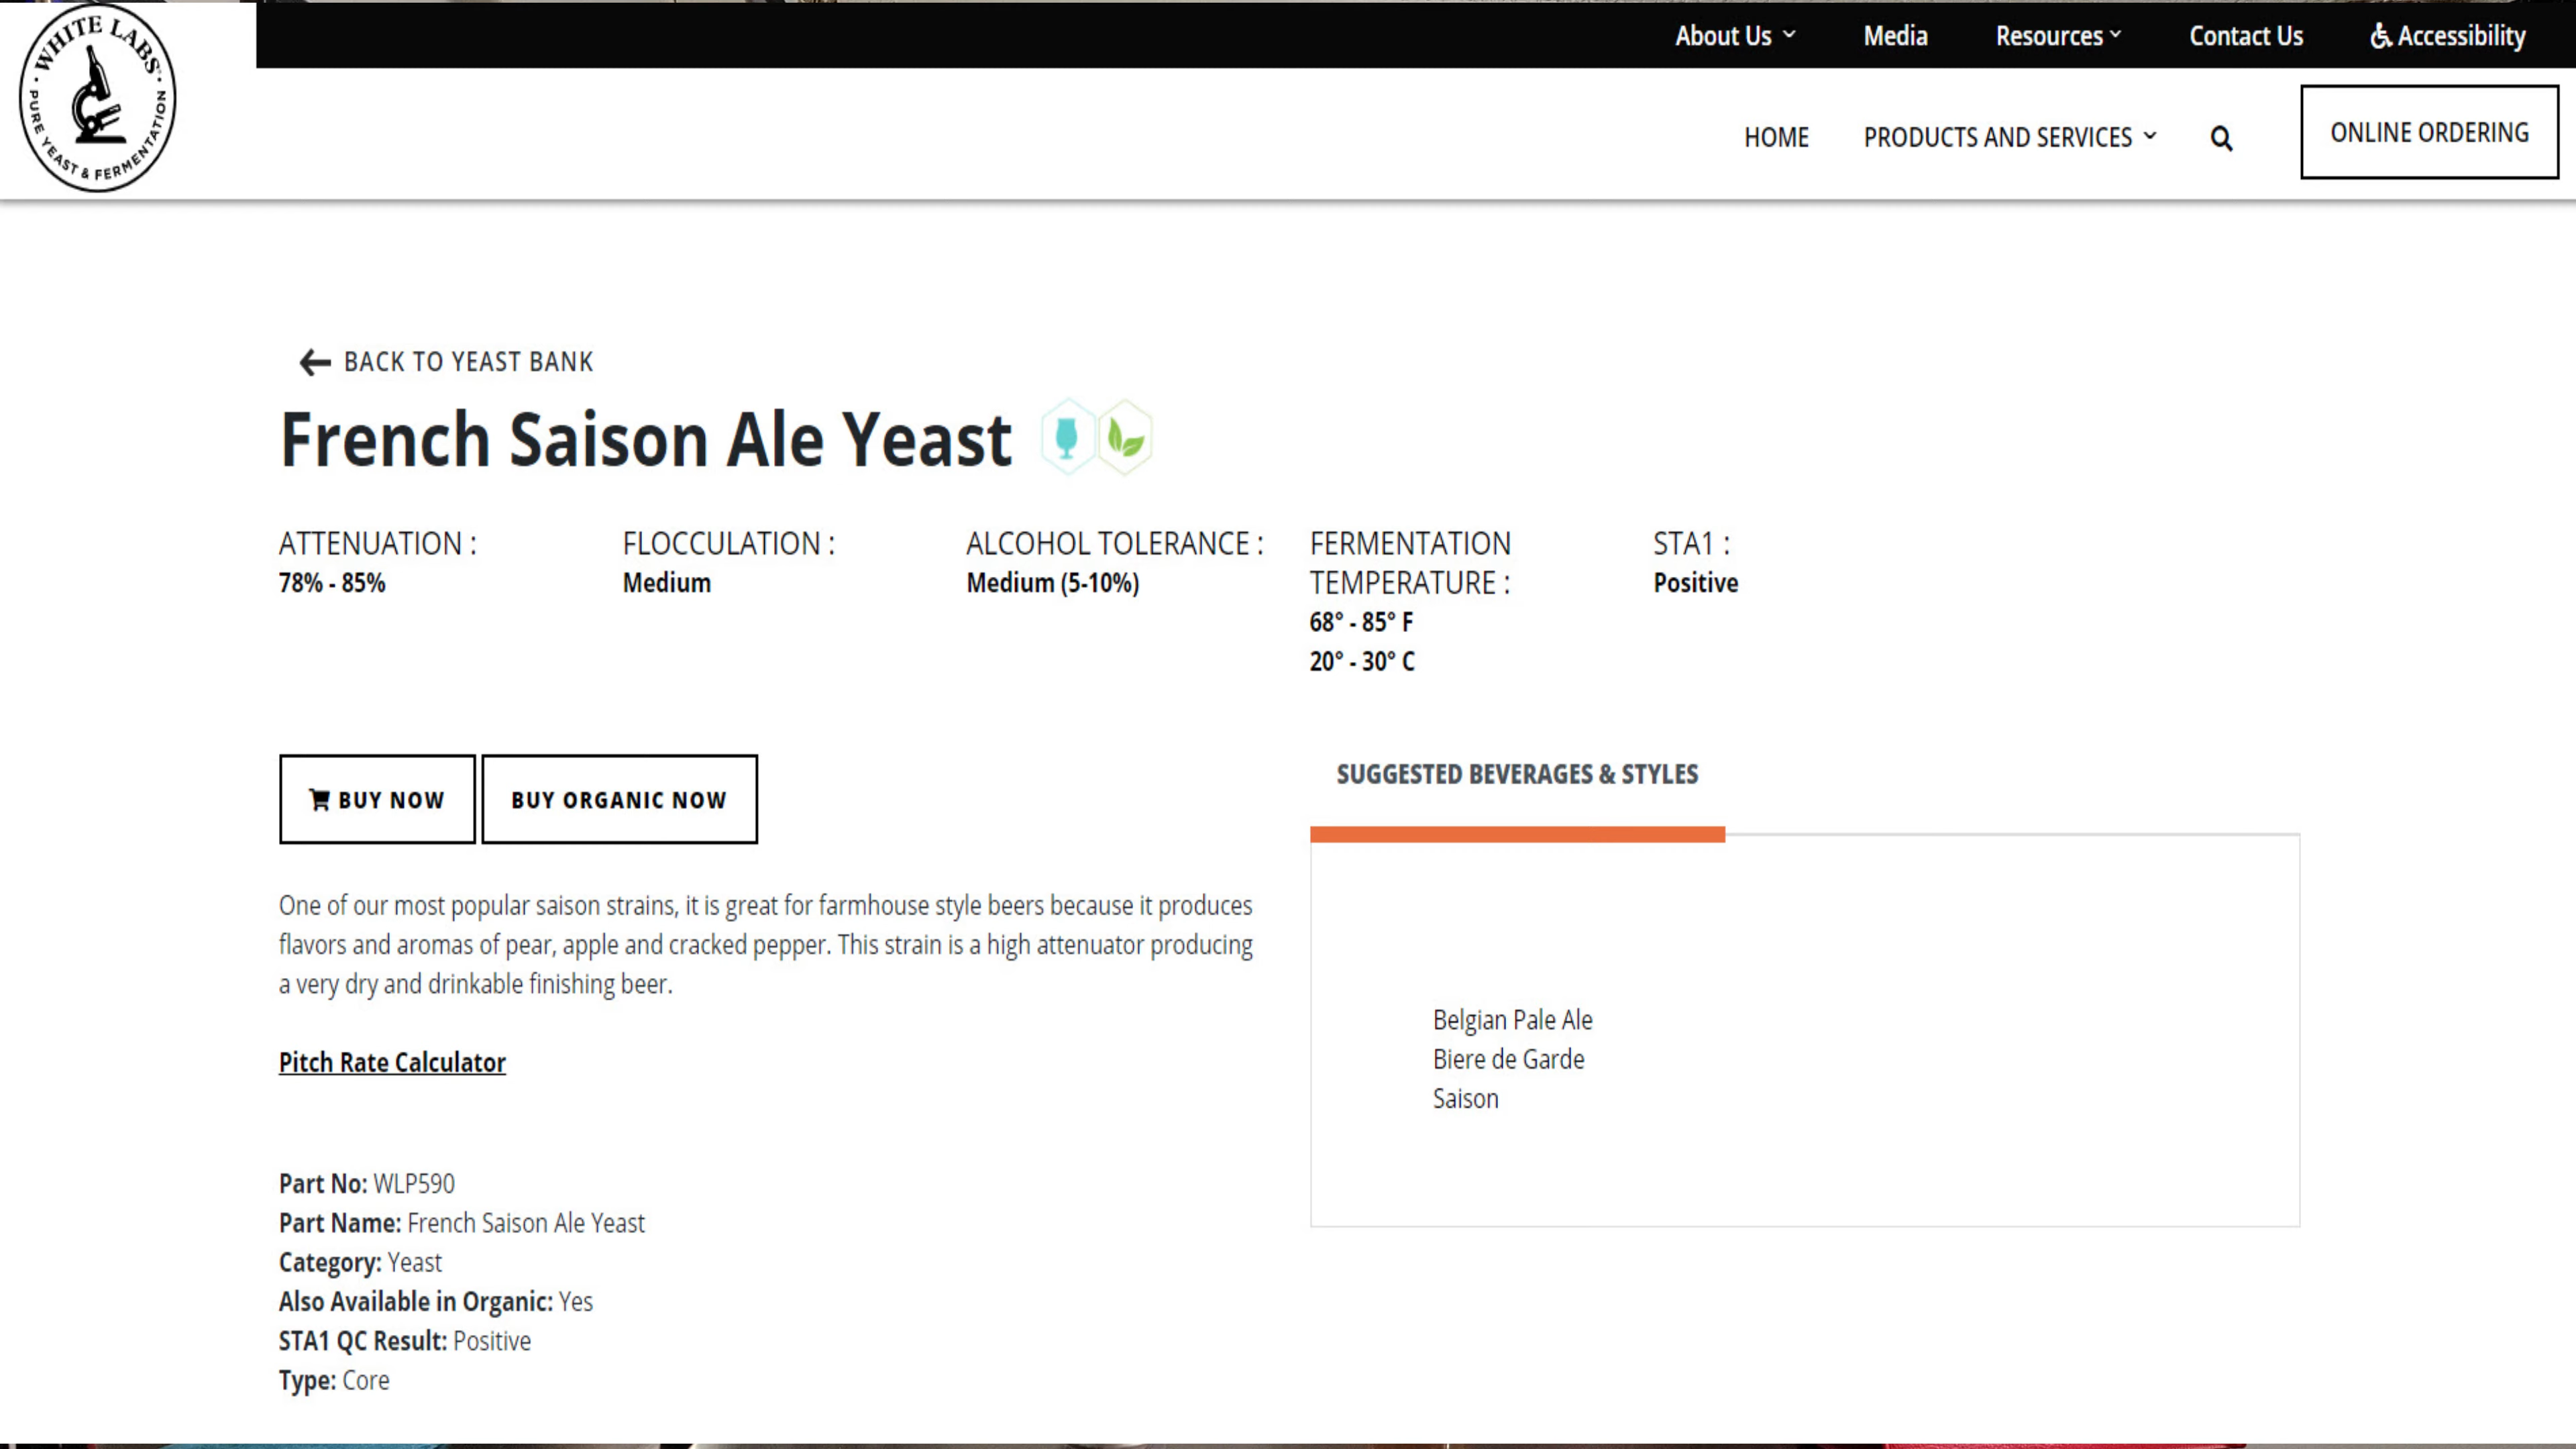 WHITE LABS
PURE YEAST & FERMENTATION
About Us
Media
Resources
Contact Us
Accessibility
HOME
PRODUCTS AND SERVICES
ONLINE ORDERING
BACK TO YEAST BANK
French Saison Ale Yeast
ATTENUATION :
78% - 85%
FLOCCULATION :
Medium
ALCOHOL TOLERANCE :
Medium (5-10%)
FERMENTATION
TEMPERATURE :
68° - 85° F
20° - 30° C
STA1 :
Positive
BUY NOW
BUY ORGANIC NOW
One of our most popular saison strains, it is great for farmhouse style beers because it produces
flavors and aromas of pear, apple and cracked pepper. This strain is a high attenuator producing
a very dry and drinkable finishing beer.
Pitch Rate Calculator
Part No: WLP590
Part Name: French Saison Ale Yeast
Category: Yeast
Also Available in Organic: Yes
STA1 QC Result: Positive
Type: Core
SUGGESTED BEVERAGES & STYLES
Belgian Pale Ale
Biere de Garde
Saison